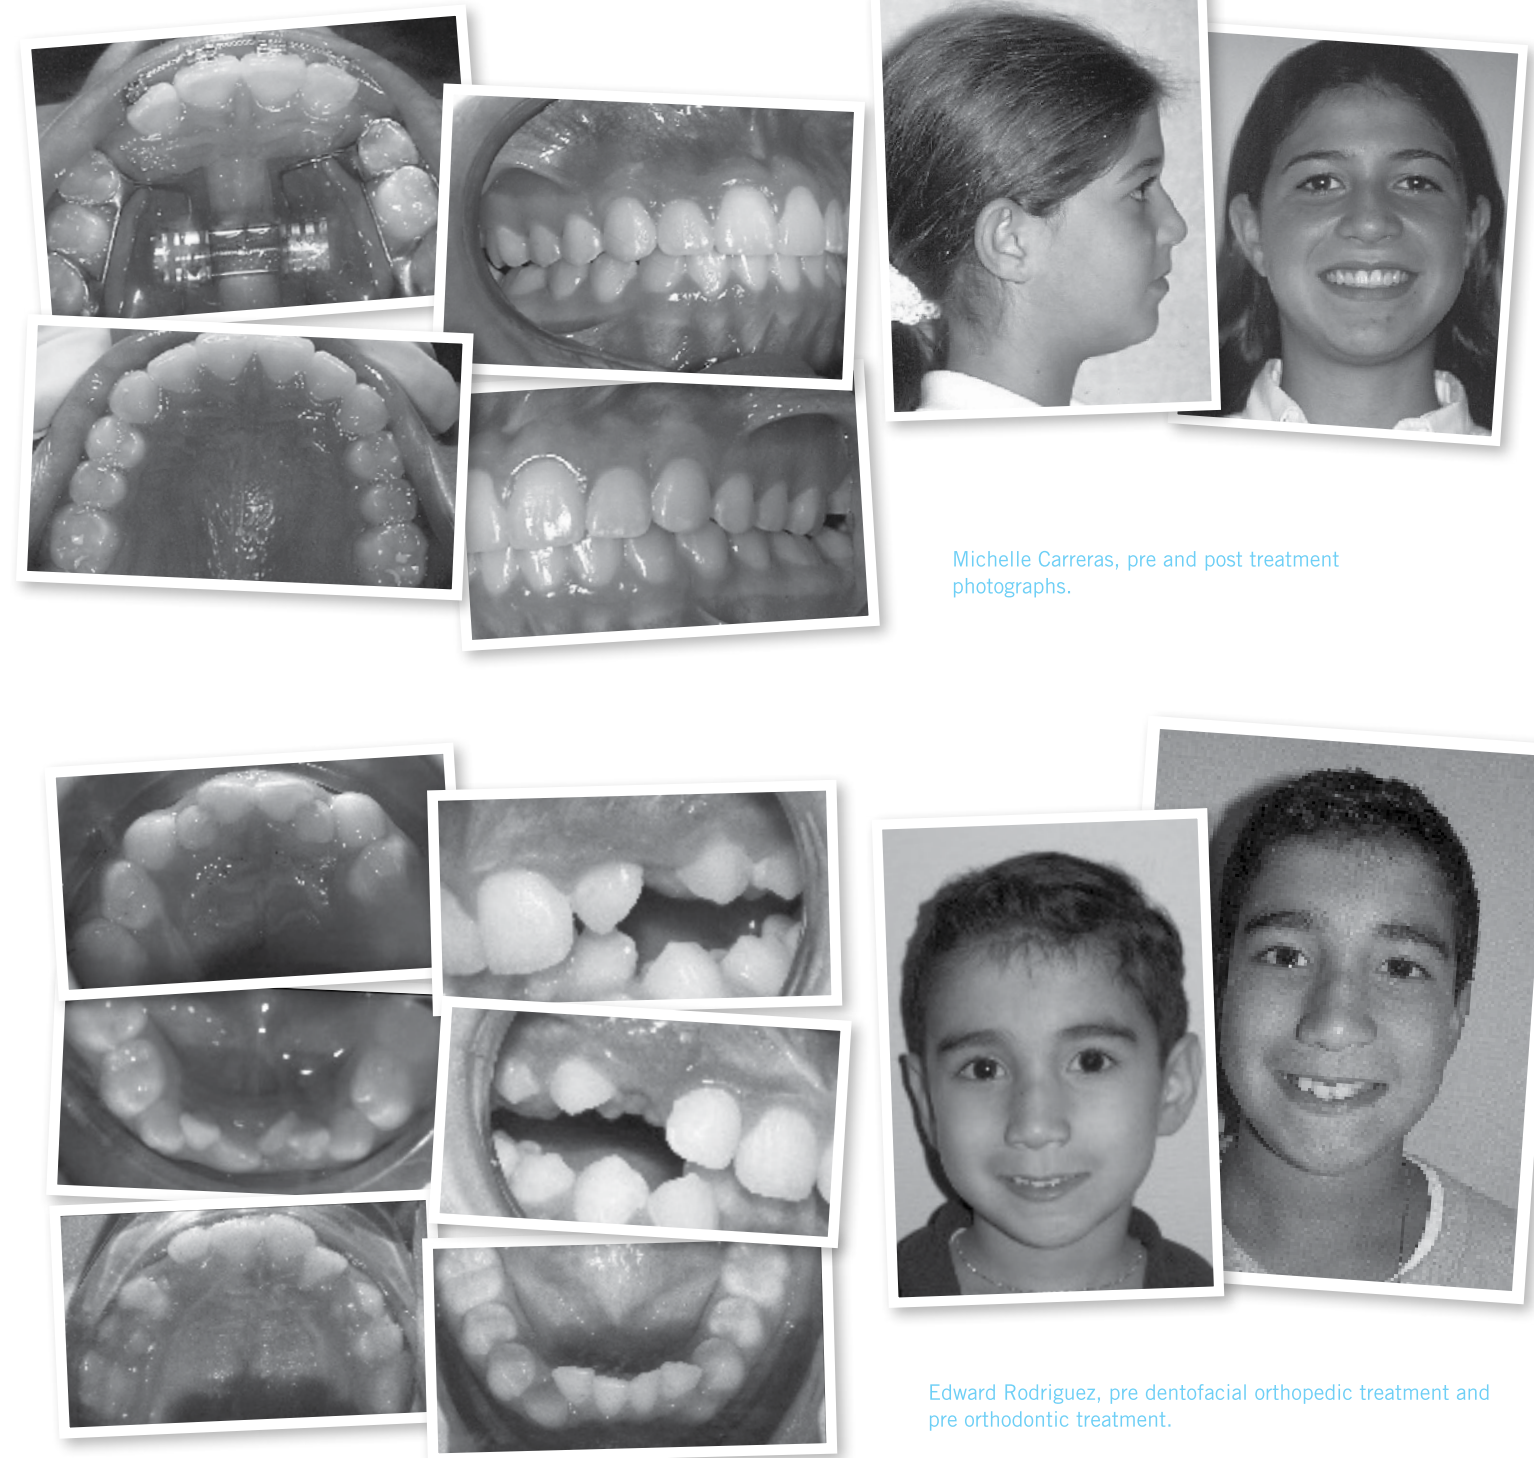 Michelle Carreras, pre and post treatment
photographs.
Edward Rodriguez, pre dentofacial orthopedic treatment and
pre orthodontic treatment.